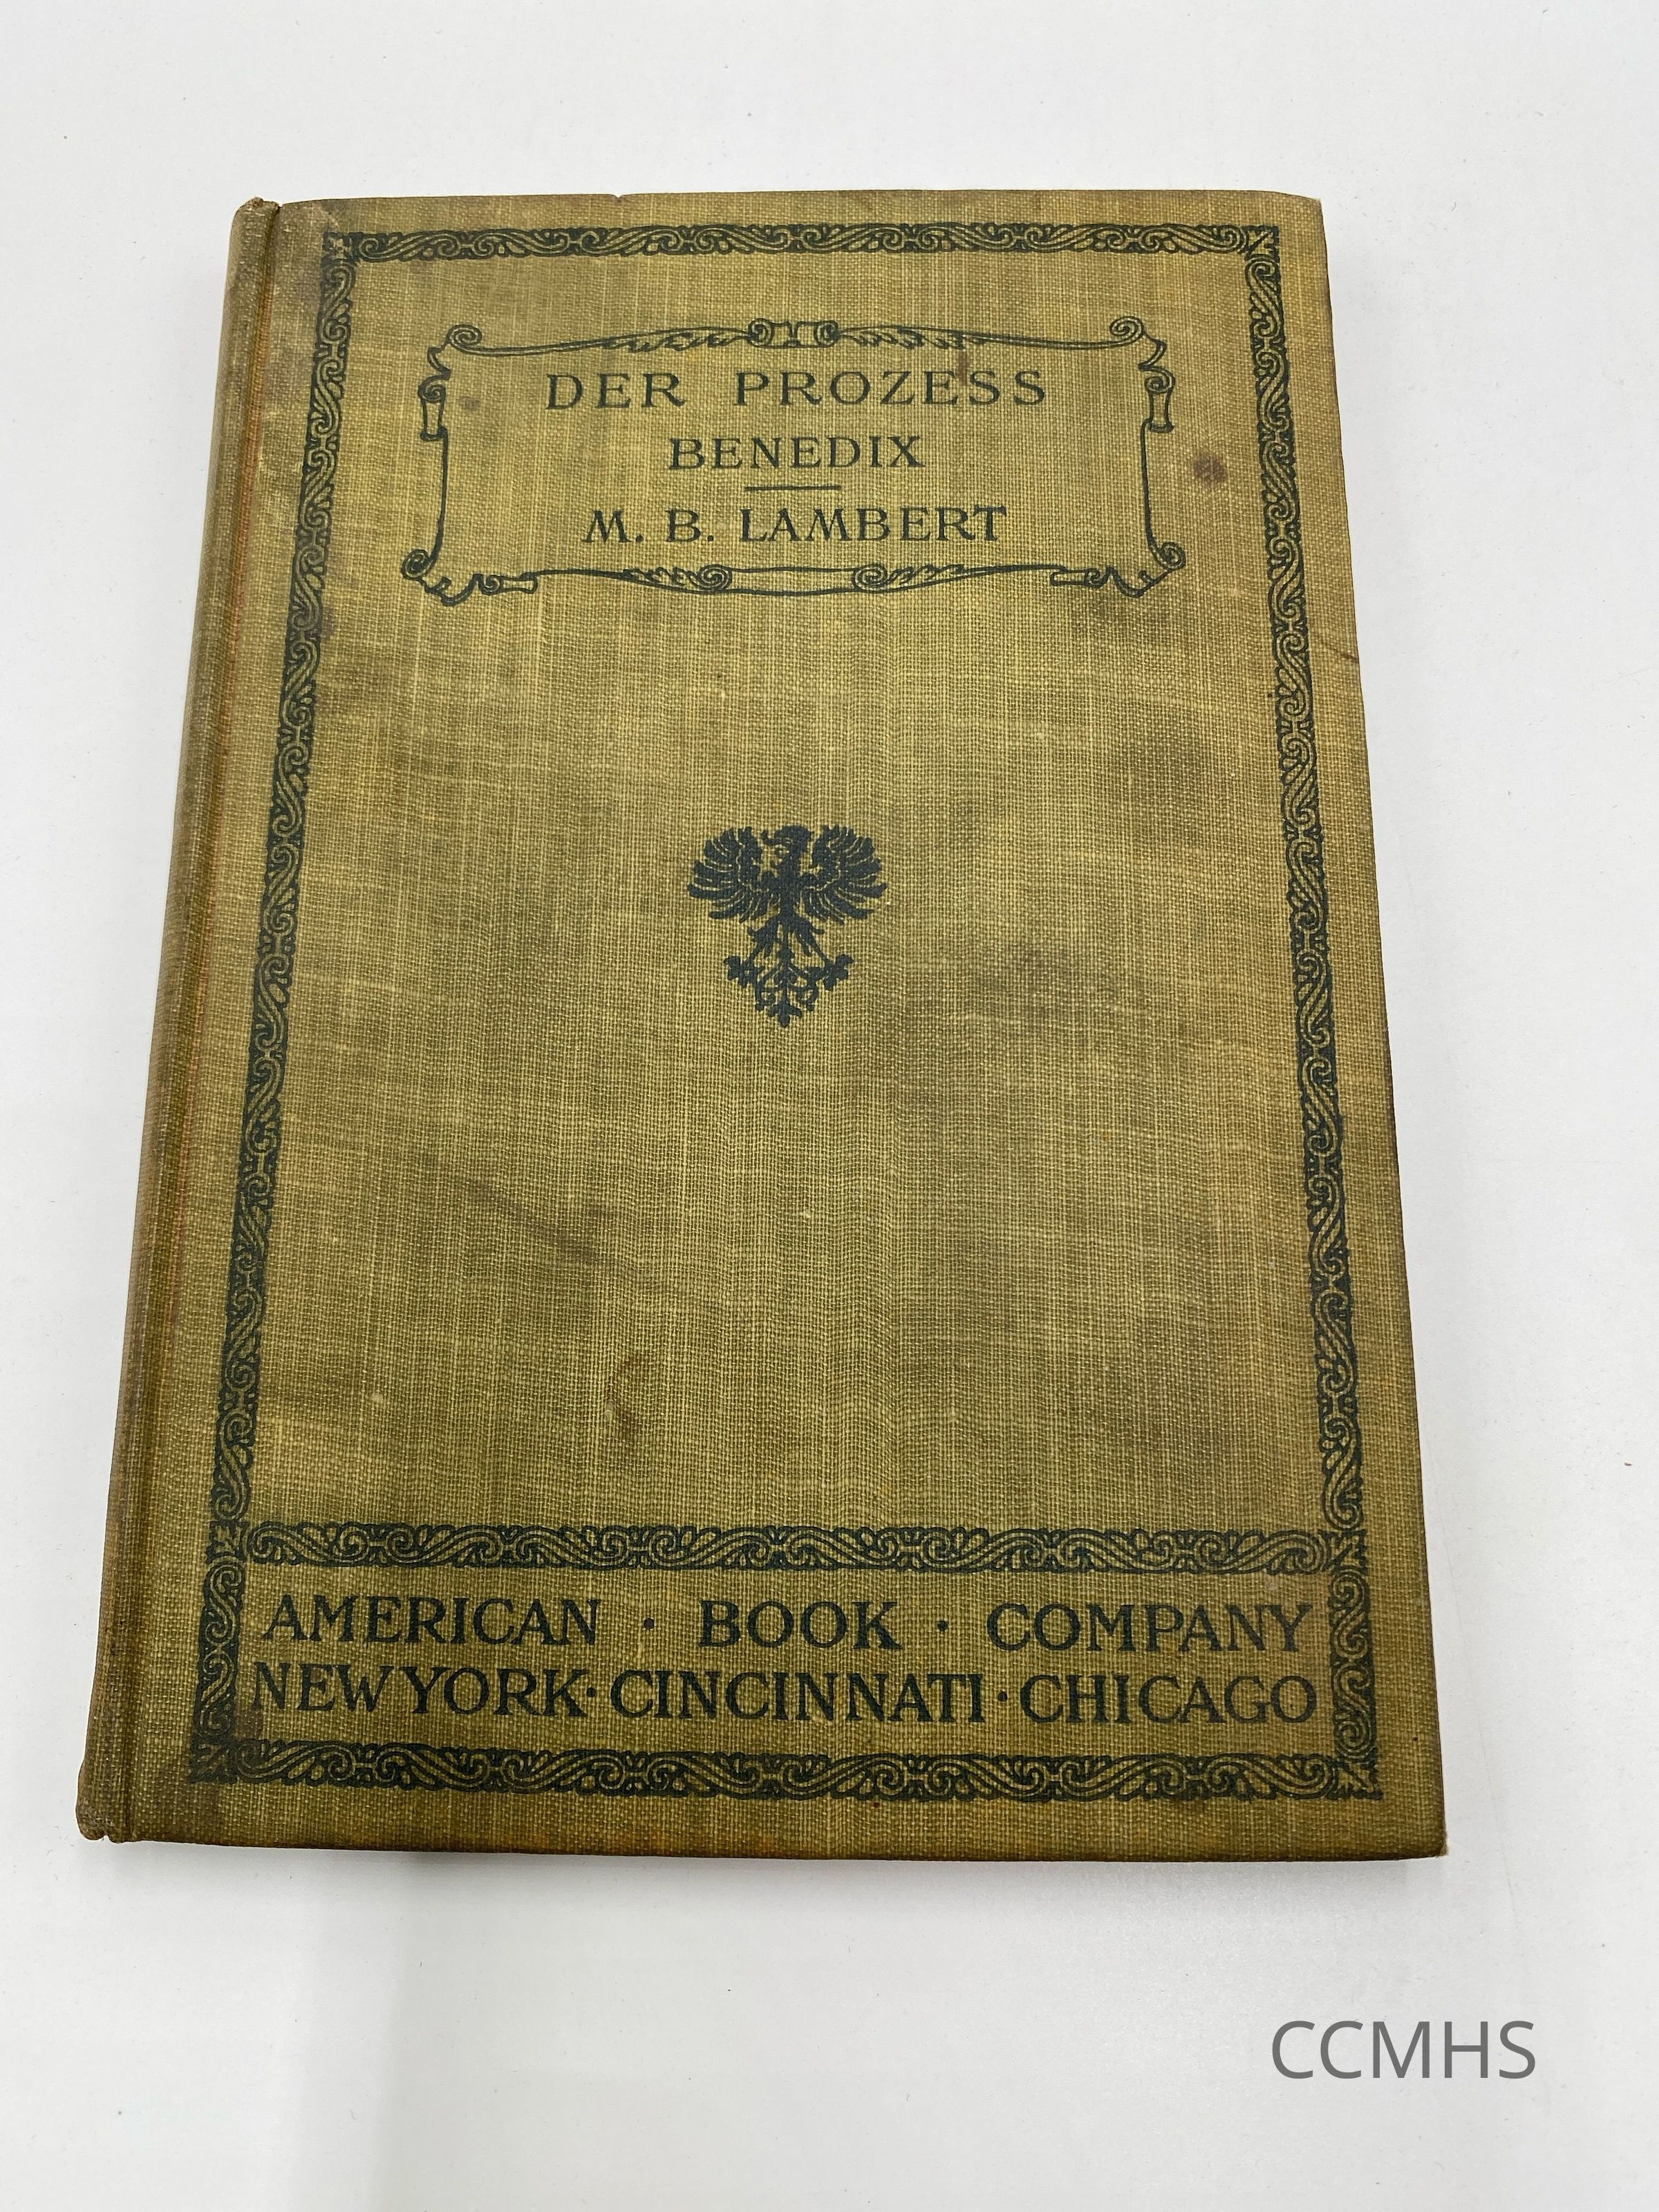 DER PROZESS
BENEDIX
M. B. LAMBERT
AMERICAN · BOOK · COMPANY
NEW YORK · CINCINNATI · CHICAGO
CCMHS